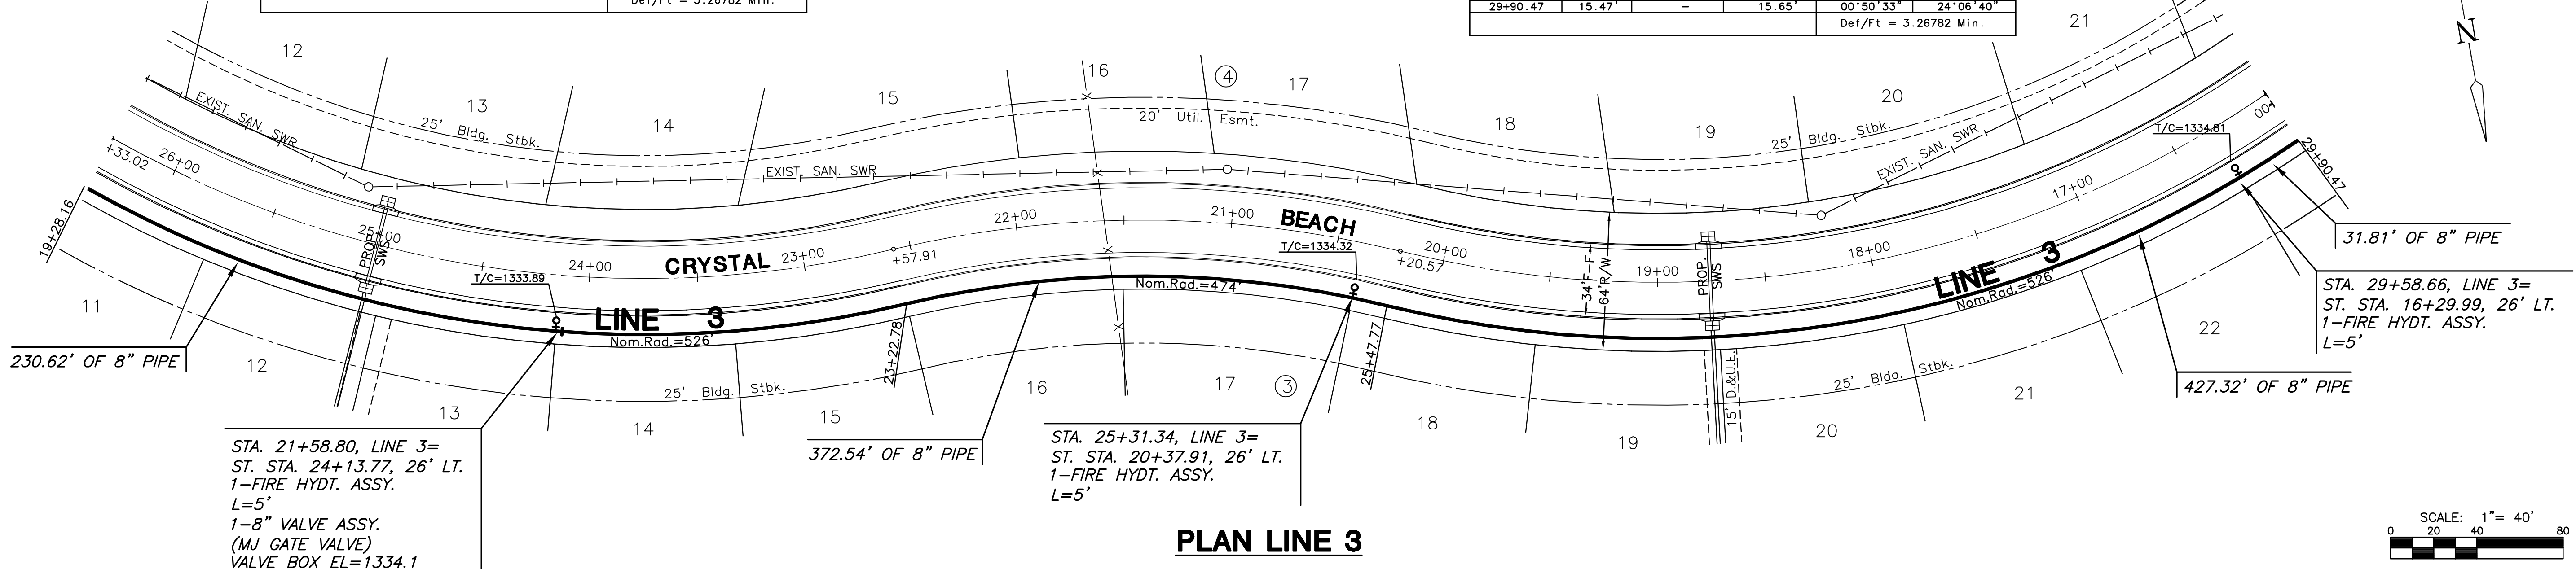 Def/Ft = 3.26782 Min.
29+90.47 15.47' - 15.65' 00°50'33" 24°06'40"
Def/Ft = 3.26782 Min.
N
12
13
14
15
16
4
17
18
19
20
21
EXIST. SAN. SWR
25' Bldg. Stbk.
20' Util. Esmt.
EXIST. SAN. SWR
25' Bldg. Stbk.
EXIST. SAN. SWR
T/C=1334.81
+33.02
26+00
25+00
24+00
23+00
+57.91
22+00
21+00
20+00
+20.57
19+00
18+00
17+00
00
CRYSTAL
BEACH
PROP.
SWS
PROP.
SWS
34' F-F
64' R/W
T/C=1333.89
T/C=1334.32
19+28.16
LINE 3
Nom.Rad.=526'
Nom.Rad.=474'
LINE 3
Nom.Rad.=526'
23+22.78
25+47.77
29+90.47
15' D.&U.E.
11
12
13
14
15
16
17
3
18
19
20
21
22
25' Bldg. Stbk.
25' Bldg. Stbk.
230.62' OF 8" PIPE
372.54' OF 8" PIPE
427.32' OF 8" PIPE
31.81' OF 8" PIPE
STA. 21+58.80, LINE 3=
ST. STA. 24+13.77, 26' LT.
1-FIRE HYDT. ASSY.
L=5'
1-8" VALVE ASSY.
(MJ GATE VALVE)
VALVE BOX EL=1334.1
STA. 25+31.34, LINE 3=
ST. STA. 20+37.91, 26' LT.
1-FIRE HYDT. ASSY.
L=5'
STA. 29+58.66, LINE 3=
ST. STA. 16+29.99, 26' LT.
1-FIRE HYDT. ASSY.
L=5'
PLAN LINE 3
SCALE: 1"= 40'
0 20 40 80